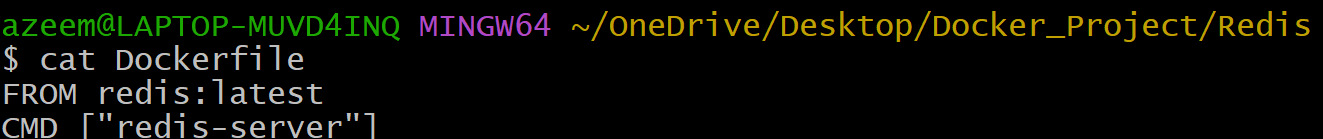 azeem@LAPTOP-MUVD4INQ MINGW64 ~/OneDrive/Desktop/Docker_Project/Redis
$ cat Dockerfile
FROM redis:latest
CMD ["redis-server"]